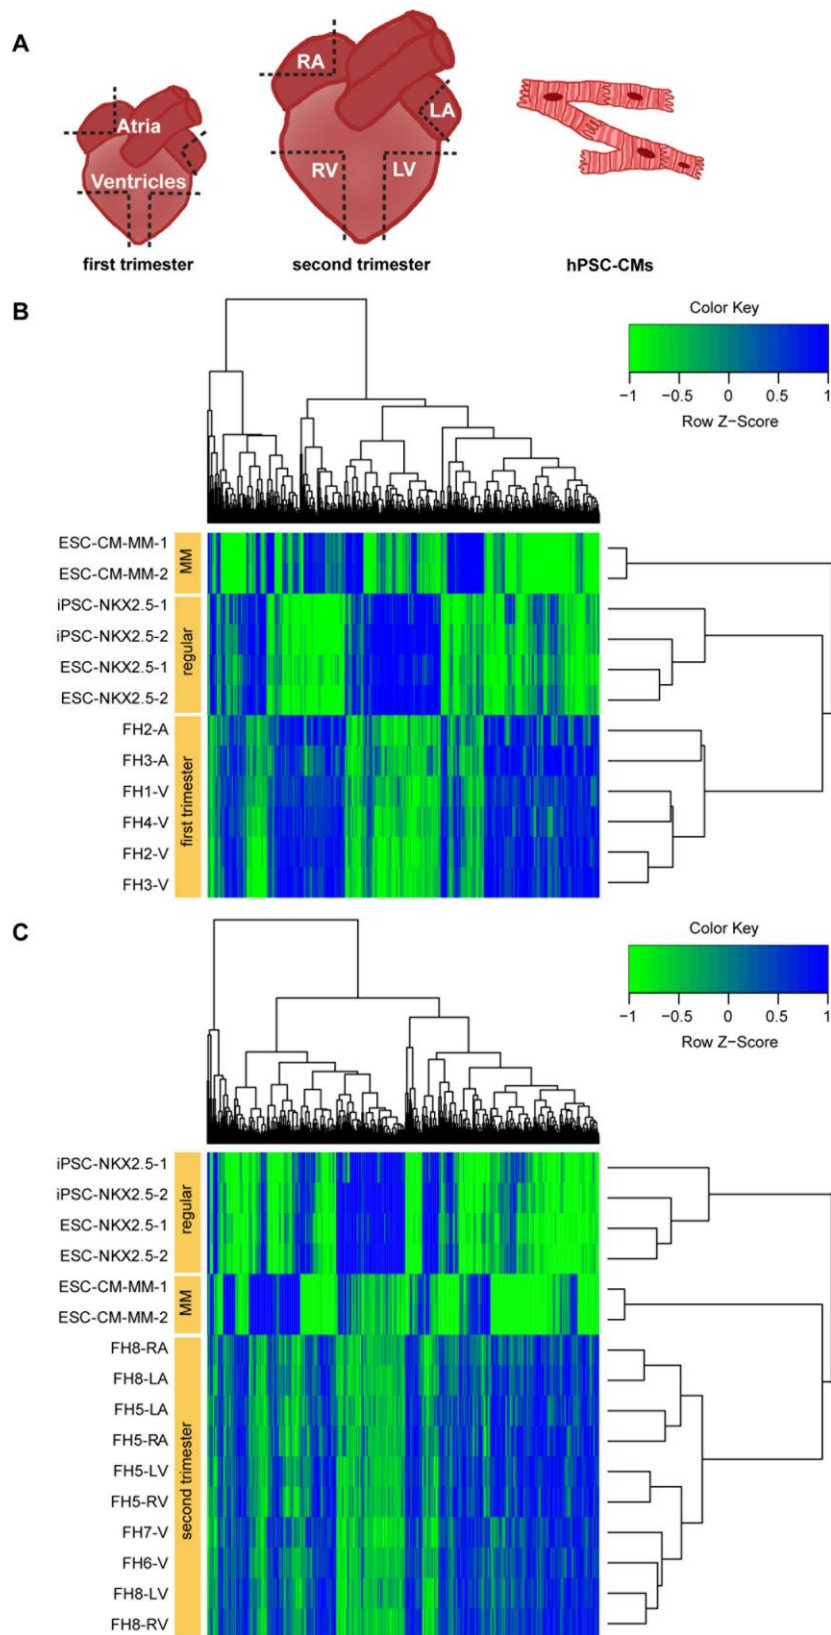 A
RA
LA
Atria
RV
LV
Ventricles
first trimester
second trimester
hPSC-CMs
B
Color Key
−1
−0.5
0
0.5
1
Row Z−Score
ESC-CM-MM-1
ESC-CM-MM-2
MM
iPSC-NKX2.5-1
iPSC-NKX2.5-2
ESC-NKX2.5-1
ESC-NKX2.5-2
regular
FH2-A
FH3-A
FH1-V
FH4-V
FH2-V
FH3-V
first trimester
C
Color Key
−1
−0.5
0
0.5
1
Row Z−Score
iPSC-NKX2.5-1
iPSC-NKX2.5-2
ESC-NKX2.5-1
ESC-NKX2.5-2
regular
ESC-CM-MM-1
ESC-CM-MM-2
MM
FH8-RA
FH8-LA
FH5-LA
FH5-RA
FH5-LV
FH5-RV
FH7-V
FH6-V
FH8-LV
FH8-RV
second trimester